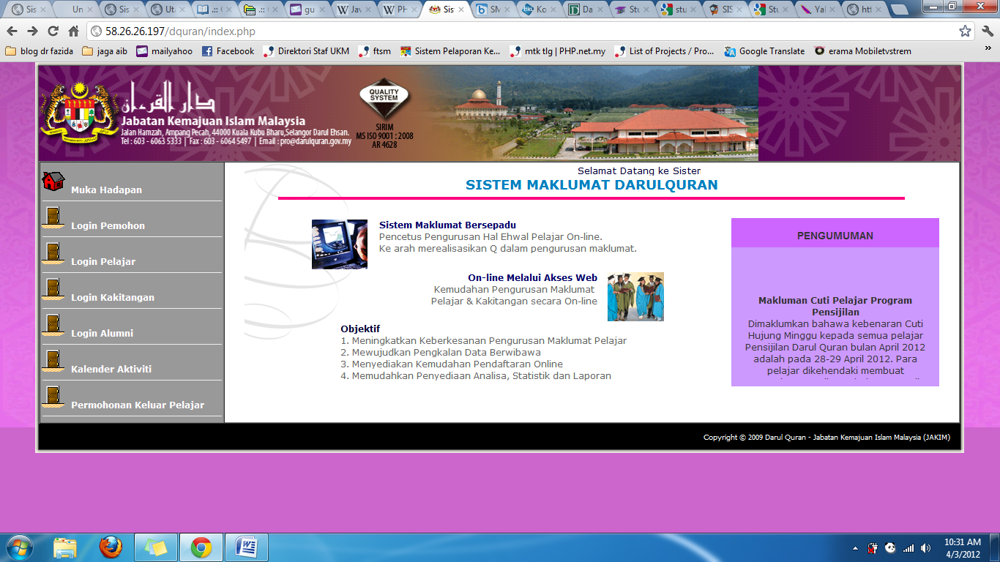 Sis
Un
Sis
Uta
.:: C
.:: C
gu
Jav
PH
Sis
SM
Ko
Da
Stu
stu
SIS
Stu
Yal
htt
58.26.26.197/dquran/index.php
blog dr fazida
jaga aib
mailyahoo
Facebook
Direktori Staf UKM
ftsm
Sistem Pelaporan Ke...
mtk tlg | PHP.net.my
List of Projects / Pro...
Google Translate
erama Mobiletvstrem
»
دار القرءان
Jabatan Kemajuan Islam Malaysia
Jalan Hamzah, Ampang Pecah, 44000 Kuala Kubu Bharu,Selangor Darul Ehsan.
Tel : 603 - 6063 5333 | Fax : 603 - 6064 5497 | Email : pro@darulquran.gov.my
QUALITY
SYSTEM
SIRIM
MS ISO 9001 : 2008
AR 4628
Muka Hadapan
Login Pemohon
Login Pelajar
Login Kakitangan
Login Alumni
Kalender Aktiviti
Permohonan Keluar Pelajar
Selamat Datang ke Sister
SISTEM MAKLUMAT DARULQURAN
Sistem Maklumat Bersepadu
Pencetus Pengurusan Hal Ehwal Pelajar On-line.
Ke arah merealisasikan Q dalam pengurusan maklumat.
On-line Melalui Akses Web
Kemudahan Pengurusan Maklumat
Pelajar & Kakitangan secara On-line
Objektif
1. Meningkatkan Keberkesanan Pengurusan Maklumat Pelajar
2. Mewujudkan Pengkalan Data Berwibawa
3. Menyediakan Kemudahan Pendaftaran Online
4. Memudahkan Penyediaan Analisa, Statistik dan Laporan
PENGUMUMAN
Makluman Cuti Pelajar Program
Pensijilan
Dimaklumkan bahawa kebenaran Cuti
Hujung Minggu kepada semua pelajar
Pensijilan Darul Quran bulan April 2012
adalah pada 28-29 April 2012. Para
pelajar dikehendaki membuat
Copyright © 2009 Darul Quran - Jabatan Kemajuan Islam Malaysia (JAKIM)
10:31 AM
4/3/2012